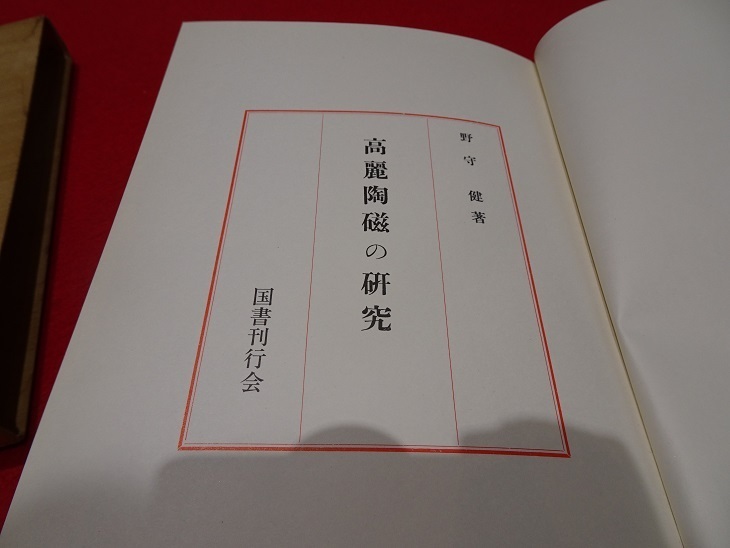 野守健著
高麗陶磁の研究
国書刊行会